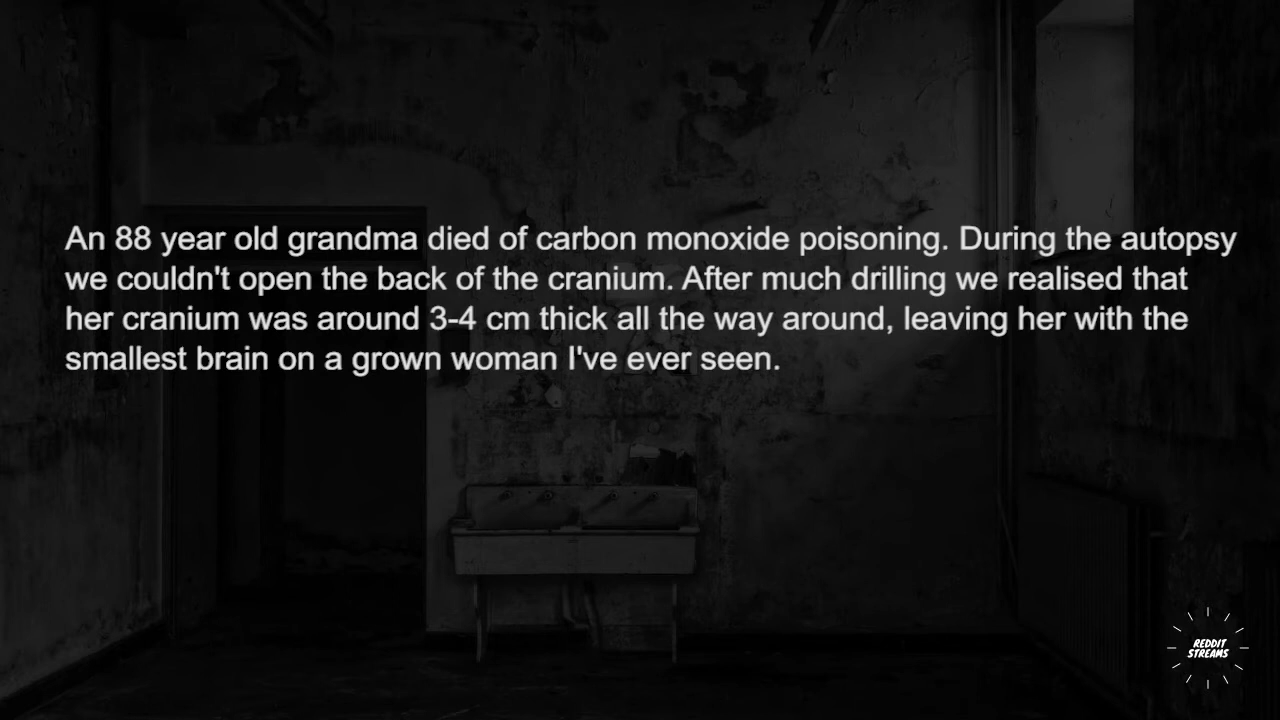 An 88 year old grandma died of carbon monoxide poisoning. During the autopsy
we couldn't open the back of the cranium. After much drilling we realised that
her cranium was around 3-4 cm thick all the way around, leaving her with the
smallest brain on a grown woman I've ever seen.
REDDIT
STREAMS